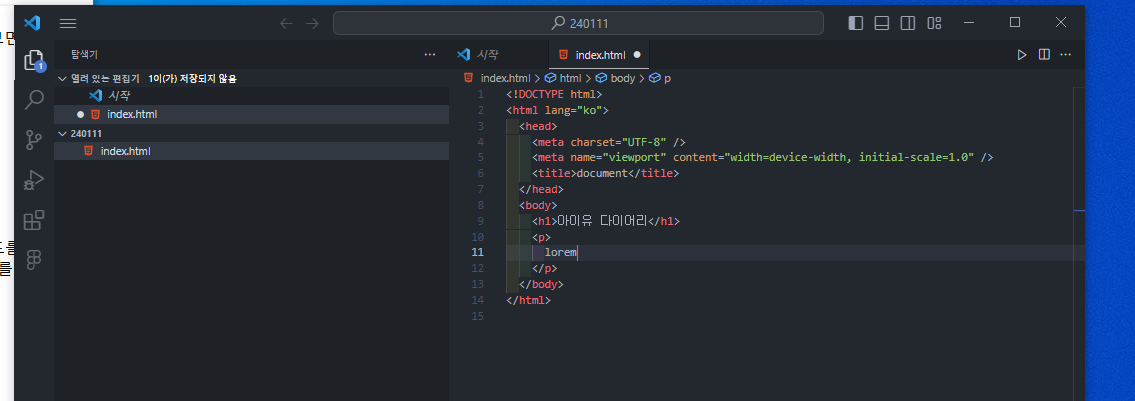 240111
탐색기
열려 있는 편집기 1이(가) 저장되지 않음
시작
index.html
240111
index.html
1
시작
index.html
index.html > html > body > p
1 <!DOCTYPE html>
2 <html lang="ko">
3 <head>
4 <meta charset="UTF-8" />
5 <meta name="viewport" content="width=device-width, initial-scale=1.0" />
6 <title>document</title>
7 </head>
8 <body>
9 <h1>아이유 다이어리</h1>
10 <p>
11 lorem
12 </p>
13 </body>
14 </html>
15